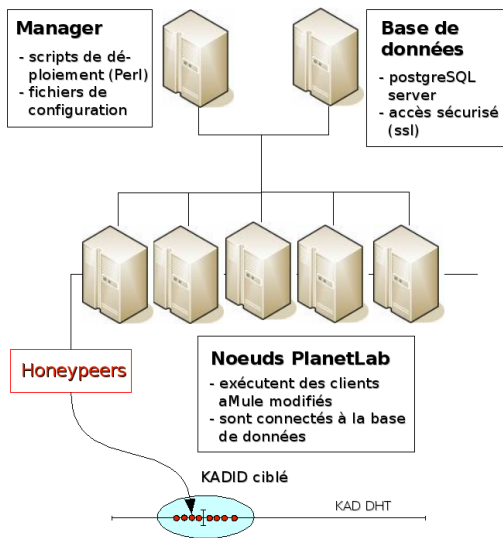 Manager
- scripts de dé-
ploiement (Perl)
- fichiers de
configuration
Base de
données
- postgreSQL
server
- accès sécurisé
(ssl)
Honeypeers
Noeuds PlanetLab
- exécutent des clients
aMule modifiés
- sont connectés à la base
de données
KADID ciblé
KAD DHT